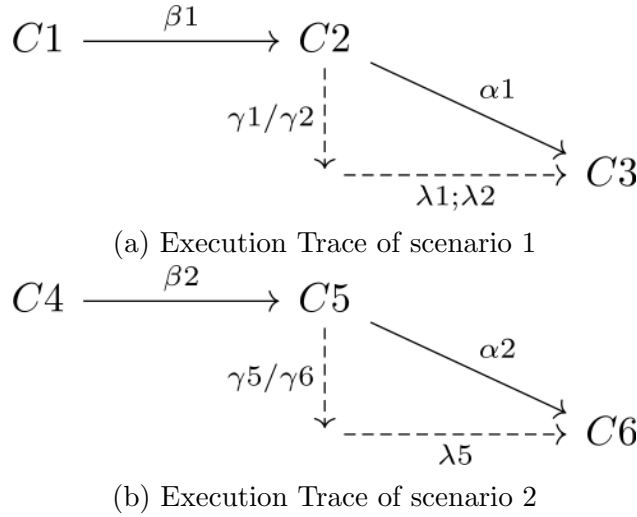 β1
C1 C2
α1
γ1/γ2
C3
λ1;λ2
(a) Execution Trace of scenario 1
β2
C4 C5
α2
γ5/γ6
C6
λ5
(b) Execution Trace of scenario 2